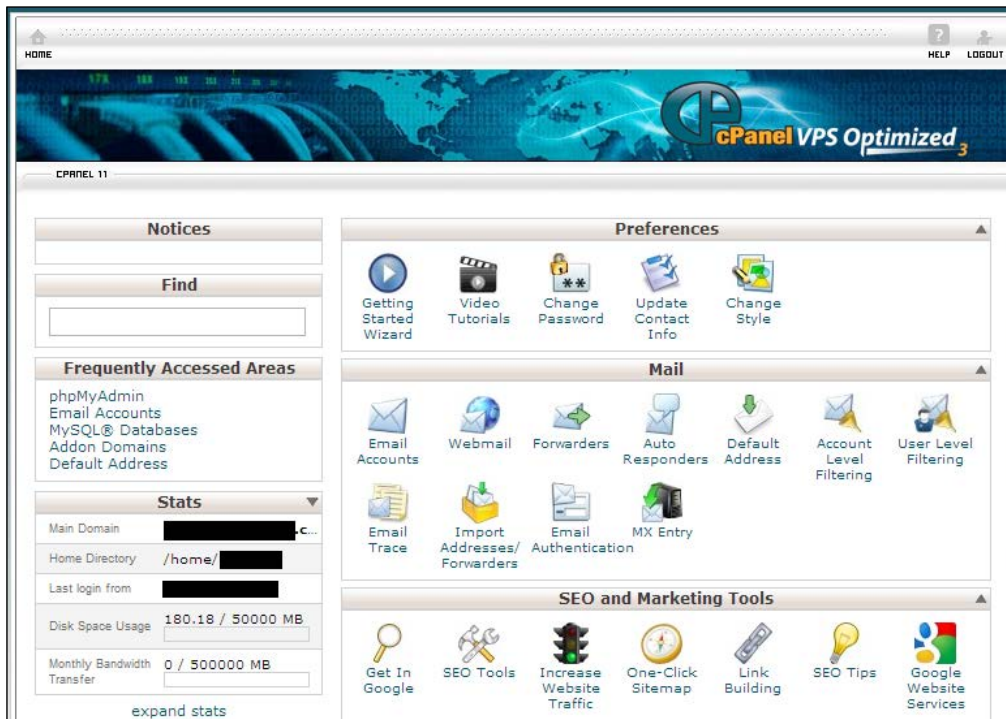 HOME
HELP
LOGOUT
cPanel VPS Optimized 3
CPANEL 11
Notices
Find
Frequently Accessed Areas
phpMyAdmin
Email Accounts
MySQL® Databases
Addon Domains
Default Address
Stats
Main Domain .c...
Home Directory /home/
Last login from
Disk Space Usage 180.18 / 50000 MB
Monthly Bandwidth
Transfer 0 / 500000 MB
expand stats
Preferences
Getting
Started
Wizard
Video
Tutorials
Change
Password
Update
Contact
Info
Change
Style
Mail
Email
Accounts
Webmail
Forwarders
Auto
Responders
Default
Address
Account
Level
Filtering
User Level
Filtering
Email
Trace
Import
Addresses/
Forwarders
Email
Authentication
MX Entry
SEO and Marketing Tools
Get In
Google
SEO Tools
Increase
Website
Traffic
One-Click
Sitemap
Link
Building
SEO Tips
Google
Website
Services